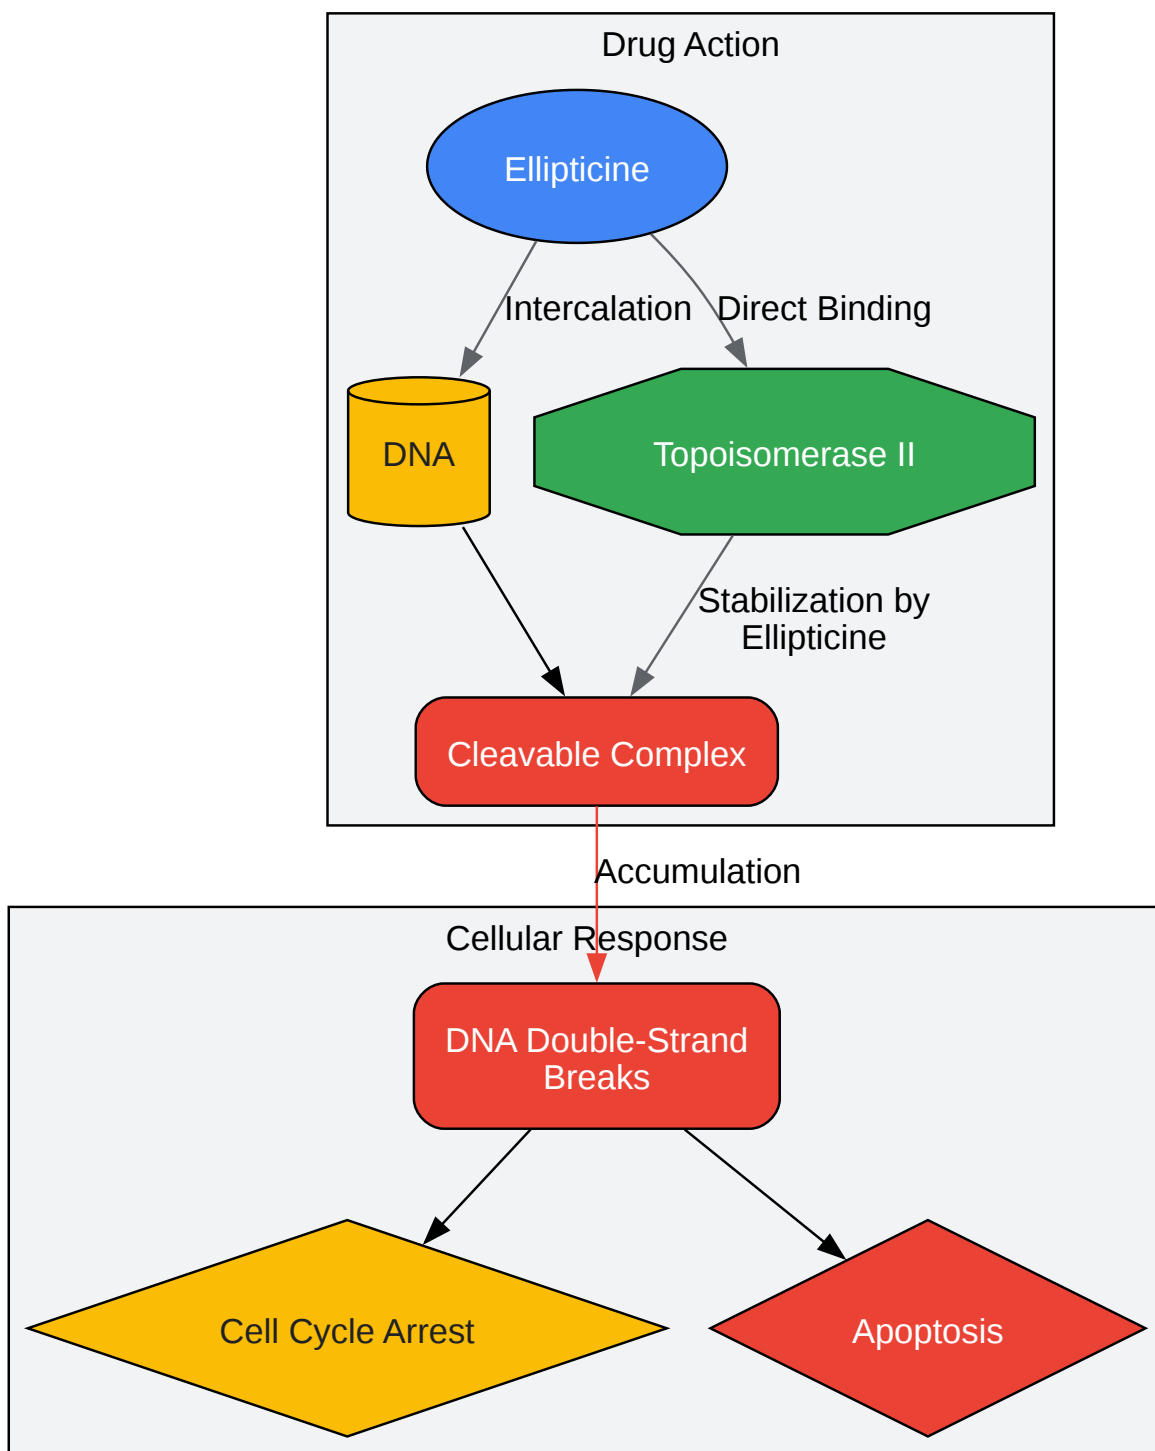 Drug Action
Ellipticine
Intercalation
Direct Binding
DNA
Topoisomerase II
Stabilization by
Ellipticine
Cleavable Complex
Accumulation
Cellular Response
DNA Double-Strand
Breaks
Cell Cycle Arrest
Apoptosis